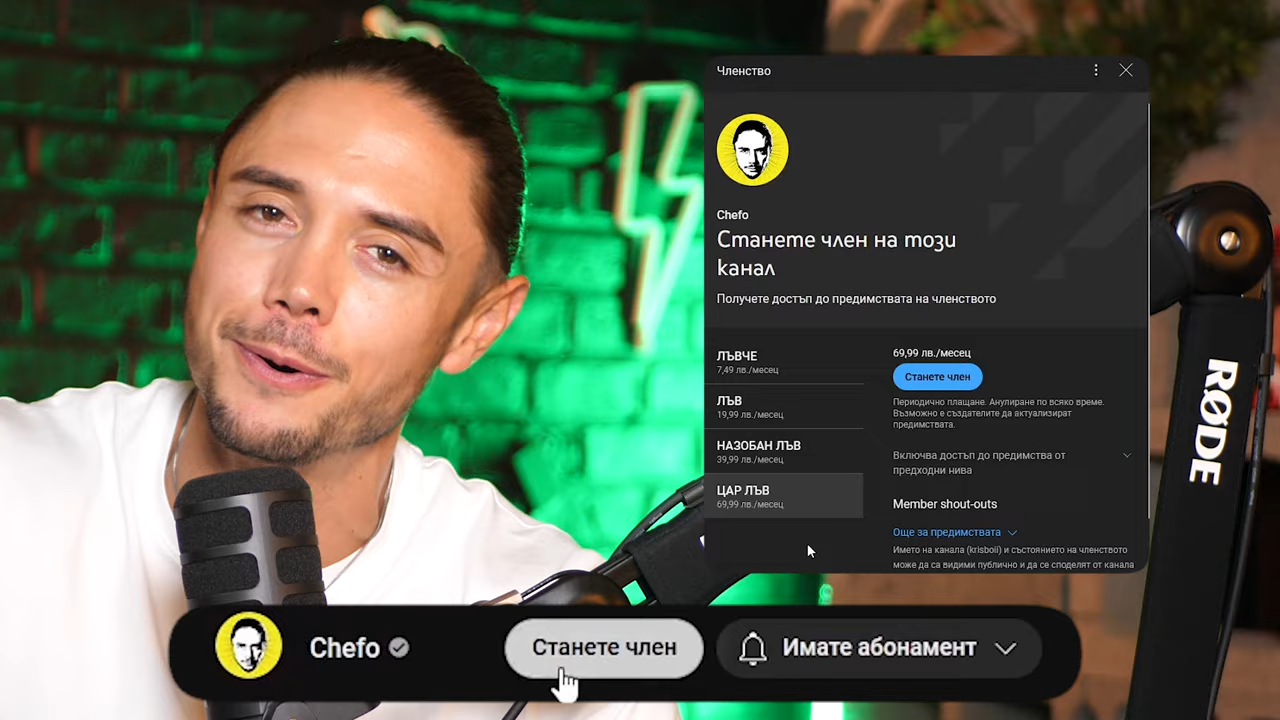 Членство
Chefo
Станете член на този
канал
Получете достъп до предимствата на членството
ЛЪВЧЕ
7,49 лв./месец
ЛЪВ
19,99 лв./месец
НАЗОБАН ЛЪВ
39,99 лв./месец
ЦАР ЛЪВ
69,99 лв./месец
69,99 лв./месец
Станете член
Периодично плащане. Анулиране по всяко време.
Възможно е създателите да актуализират
предимствата.
Включва достъп до предимства от
предходни нива
Member shout-outs
Още за предимствата
Името на канала (krisboii) и състоянието на членството
може да са видими публично и да се споделят от канала
RØDE
Chefo
Станете член
Имате абонамент